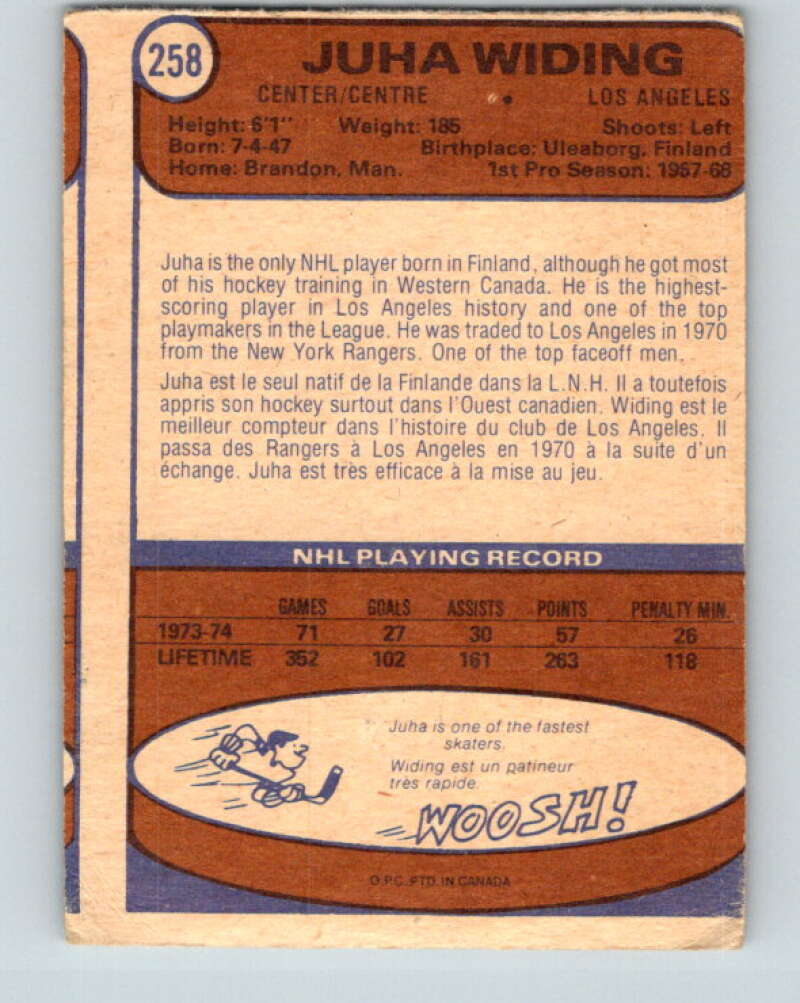 258
JUHA WIDING
CENTER/CENTRE LOS ANGELES
Height: 6'1" Weight: 185 Shoots: Left
Born: 7-4-47 Birthplace: Uleaborg, Finland
Home: Brandon, Man. 1st Pro Season: 1967-68
Juha is the only NHL player born in Finland, although he got most
of his hockey training in Western Canada. He is the highest-
scoring player in Los Angeles history and one of the top
playmakers in the League. He was traded to Los Angeles in 1970
from the New York Rangers. One of the top faceoff men.
Juha est le seul natif de la Finlande dans la L.N.H. Il a toutefois
appris son hockey surtout dans l'Ouest canadien. Widing est le
meilleur compteur dans l'histoire du club de Los Angeles. Il
passa des Rangers à Los Angeles en 1970 à la suite d'un
échange. Juha est très efficace à la mise au jeu.
NHL PLAYING RECORD
GAMES GOALS ASSISTS POINTS PENALTY MIN.
1973-74 71 27 30 57 26
LIFETIME 352 102 161 263 118
Juha is one of the fastest
skaters.
Widing est un patineur
très rapide.
WOOSH!
O.P.C. PTD. IN CANADA